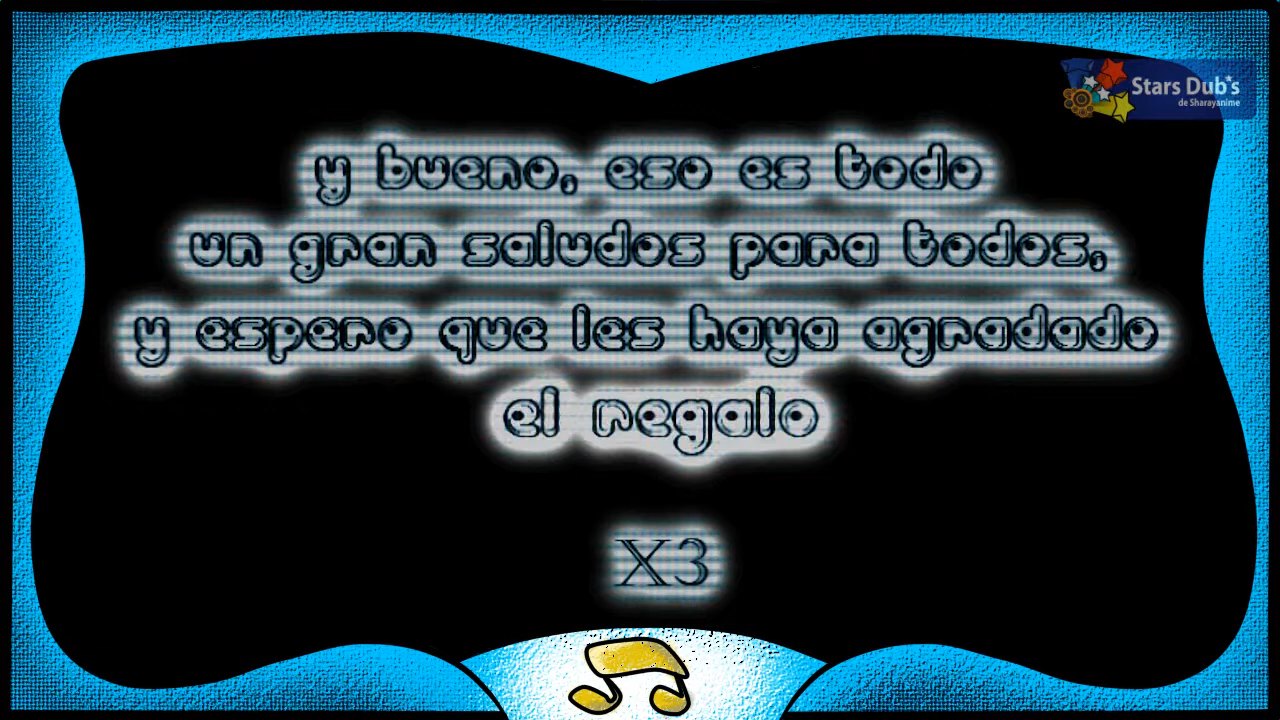 Stars Dub's
de Sharayanime
y bueno, eso es todo
un gran saludos para todos,
y espero que les haya agradado
el regalo
X3